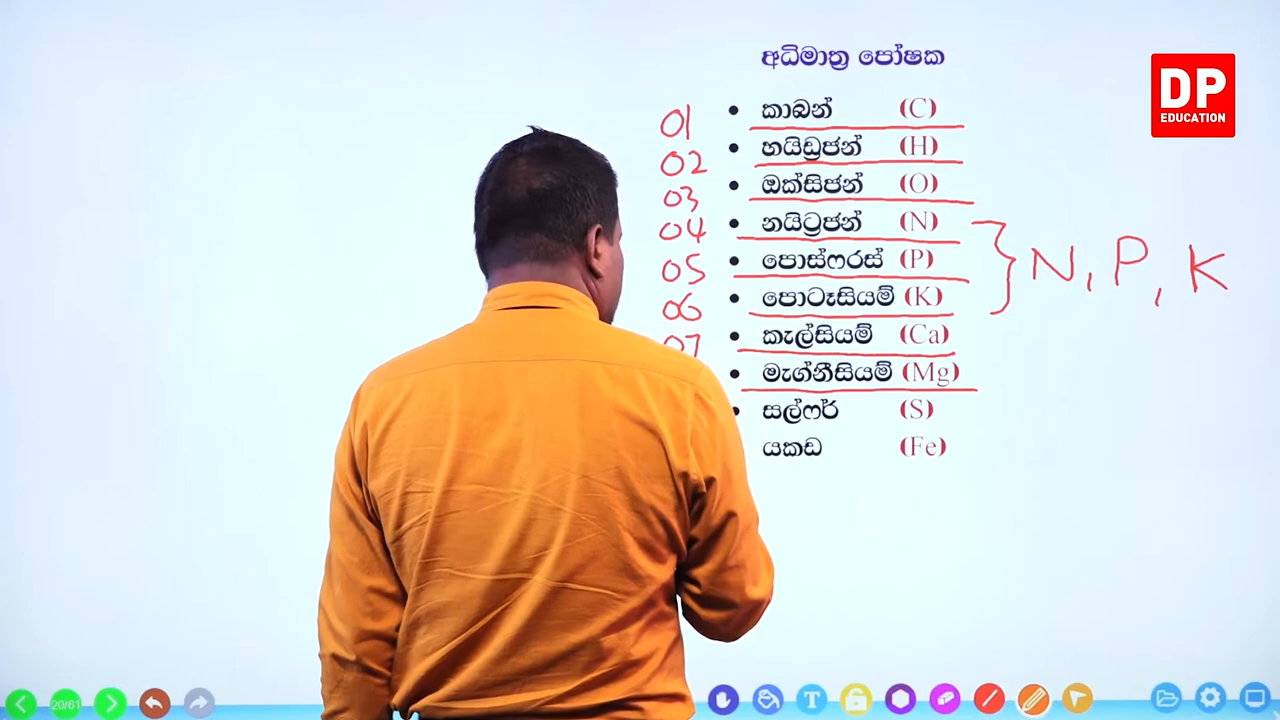 අධිමාත්‍ර පෝෂක
DP
EDUCATION
01 • කාබන් (C)
02 • හයිඩ්‍රජන් (H)
03 • ඔක්සිජන් (O)
04 • නයිට්‍රජන් (N)
05 • පොස්ෆරස් (P)
06 • පොටෑසියම් (K)
07 • කැල්සියම් (Ca)
• මැග්නීසියම් (Mg)
• සල්ෆර් (S)
යකඩ (Fe)
N, P, K
20/61